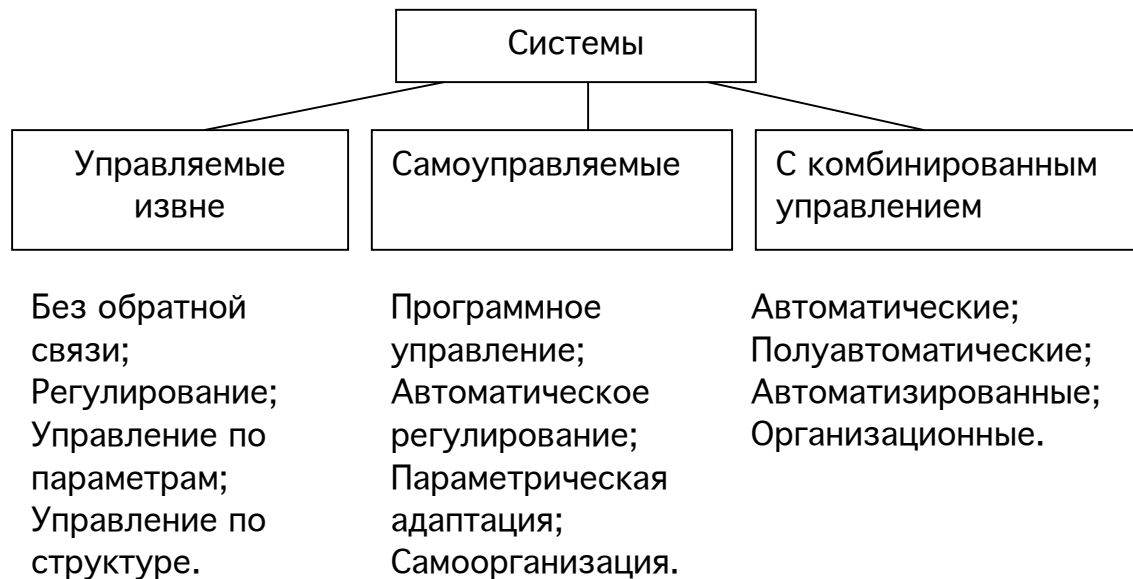 Системы
Управляемые
извне
Самоуправляемые
С комбинированным
управлением
Без обратной
связи;
Регулирование;
Управление по
параметрам;
Управление по
структуре.
Программное
управление;
Автоматическое
регулирование;
Параметрическая
адаптация;
Самоорганизация.
Автоматические;
Полуавтоматические;
Автоматизированные;
Организационные.